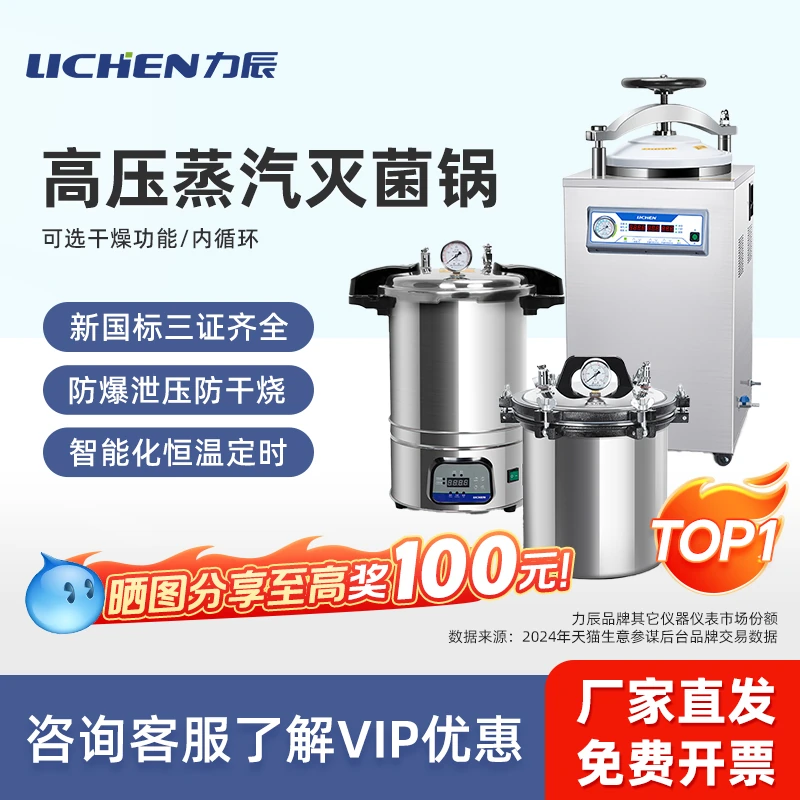 LICHEN力辰
高压蒸汽灭菌锅
可选干燥功能/内循环
新国标三证齐全
防爆泄压防干烧
智能化恒温定时
LICHEN
TOP1
晒图分享至高奖100元!
力辰品牌其它仪器仪表市场份额
数据来源：2024年天猫生意参谋后台品牌交易数据
咨询客服了解VIP优惠
厂家直发
免费开票